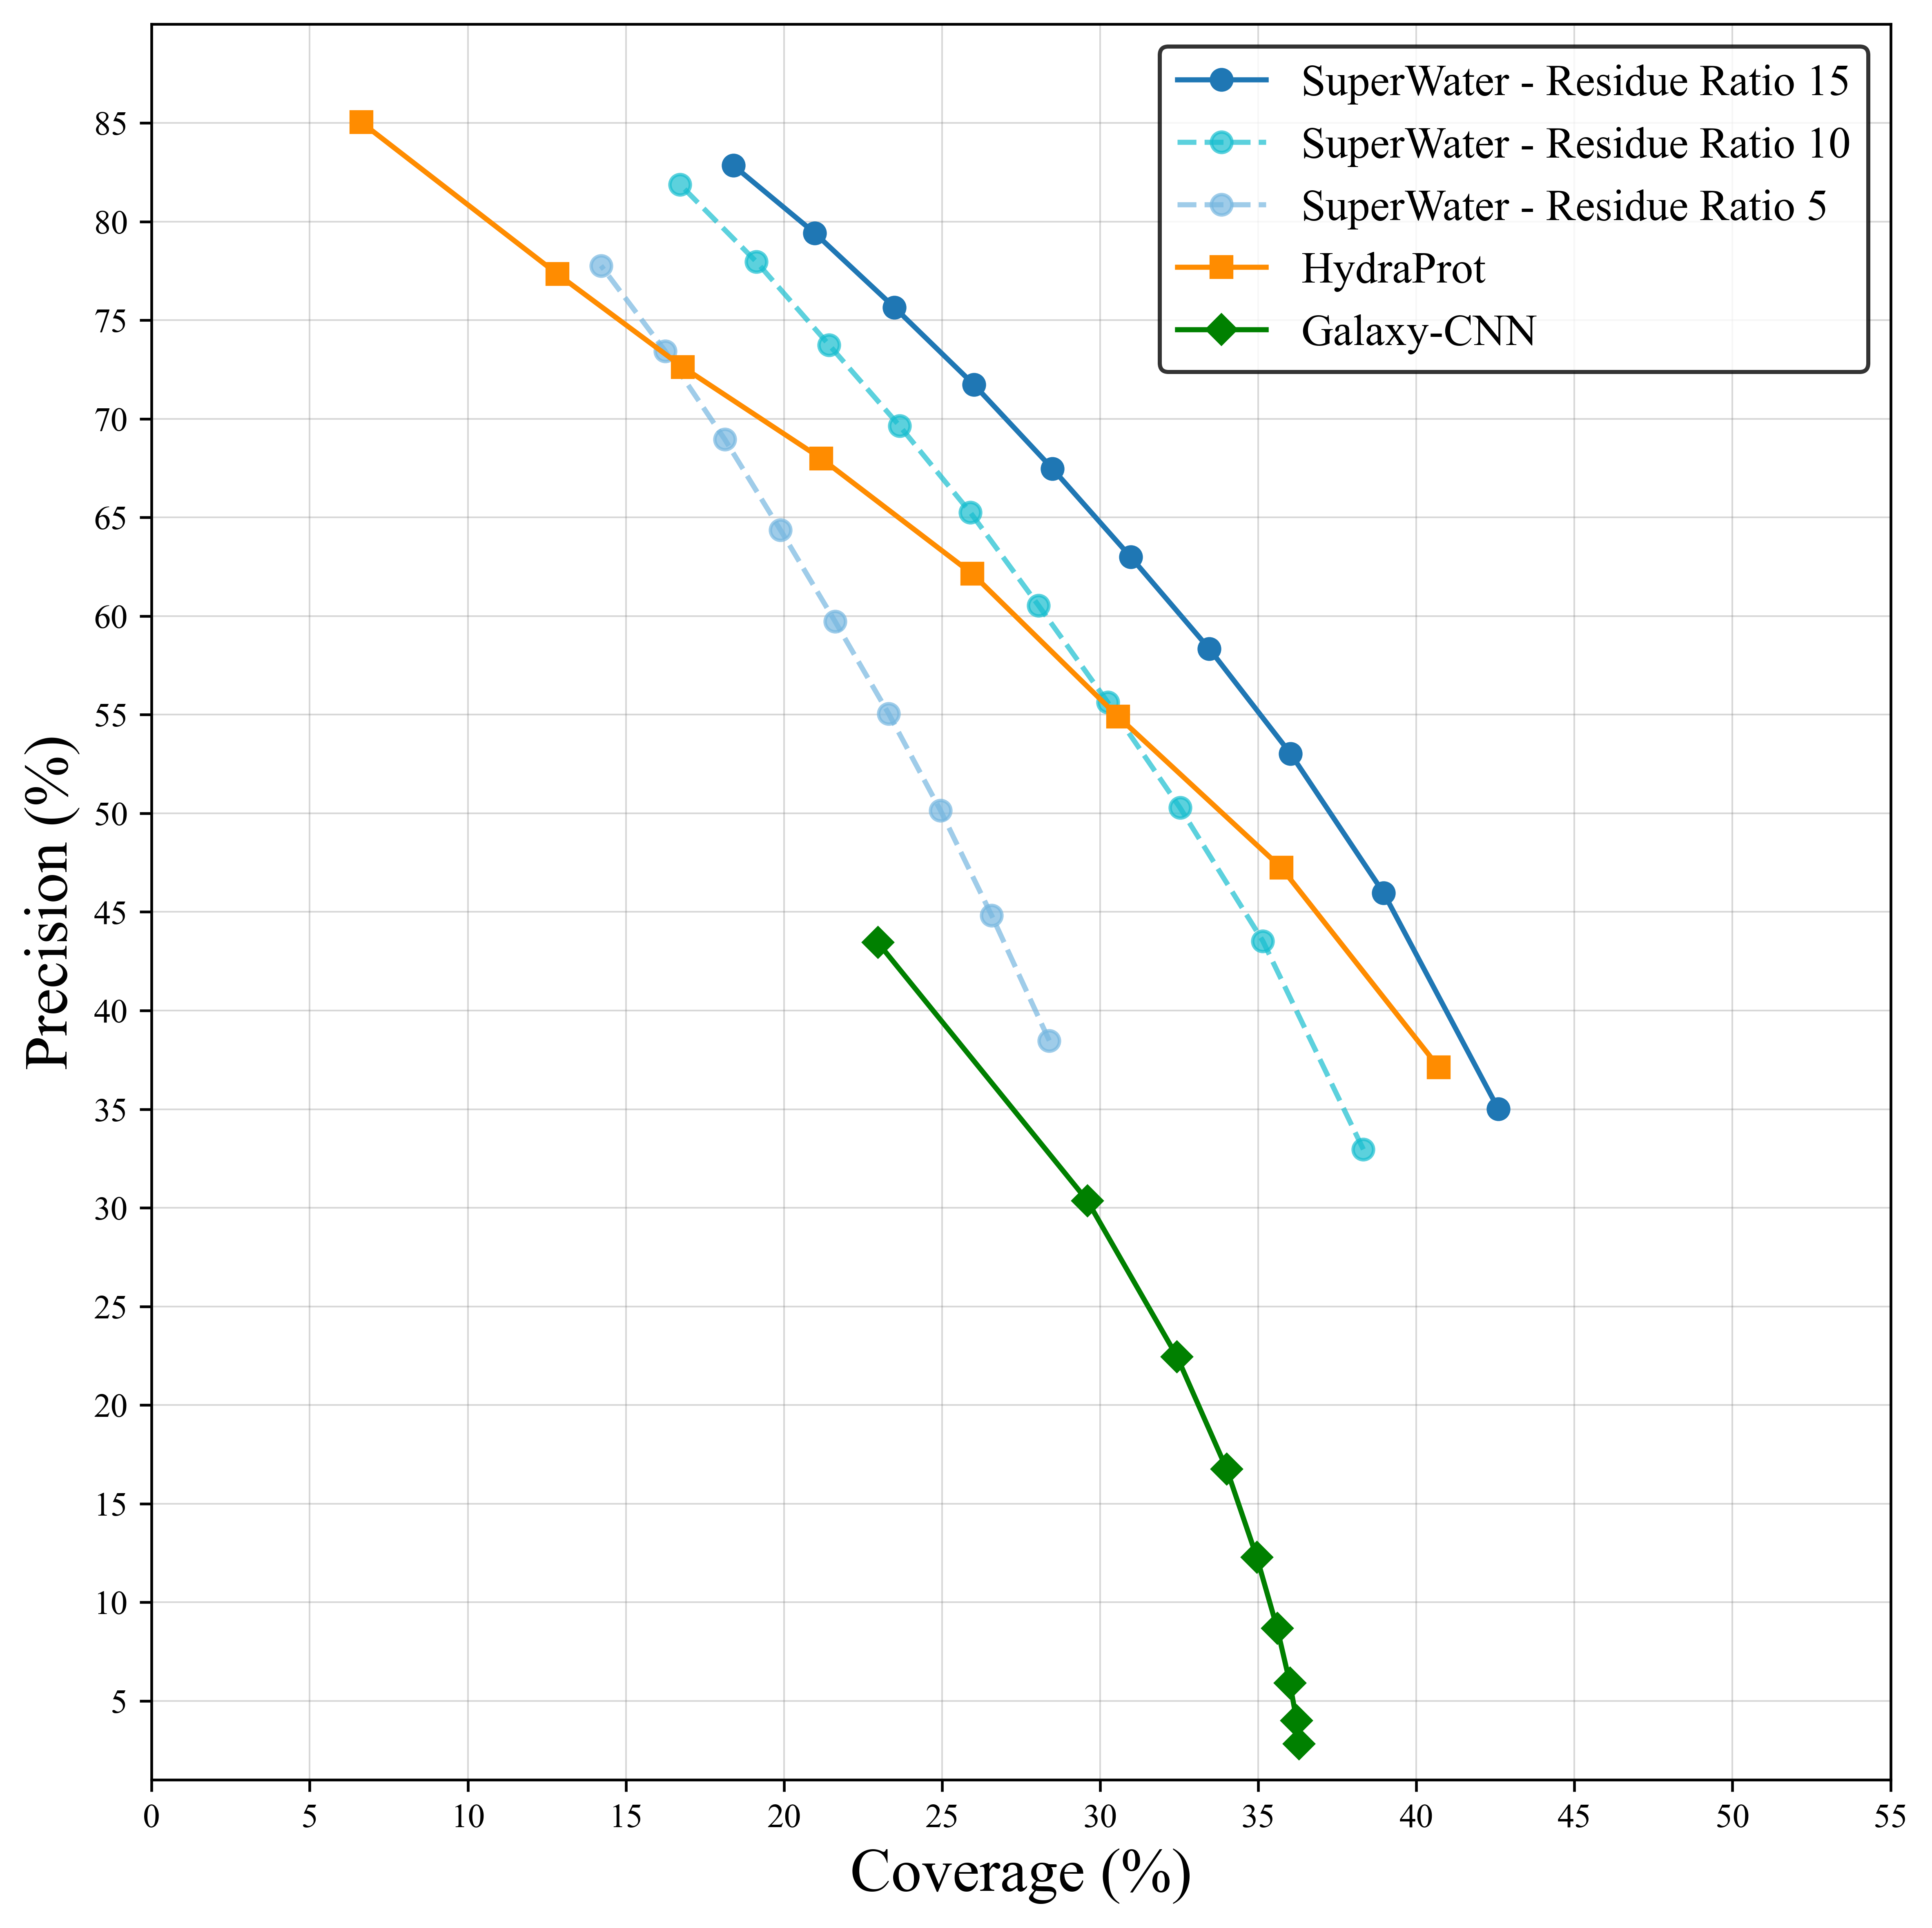 SuperWater - Residue Ratio 15
SuperWater - Residue Ratio 10
SuperWater - Residue Ratio 5
HydraProt
Galaxy-CNN
Precision (%)
85
80
75
70
65
60
55
50
45
40
35
30
25
20
15
10
5
0 5 10 15 20 25 30 35 40 45 50 55
Coverage (%)